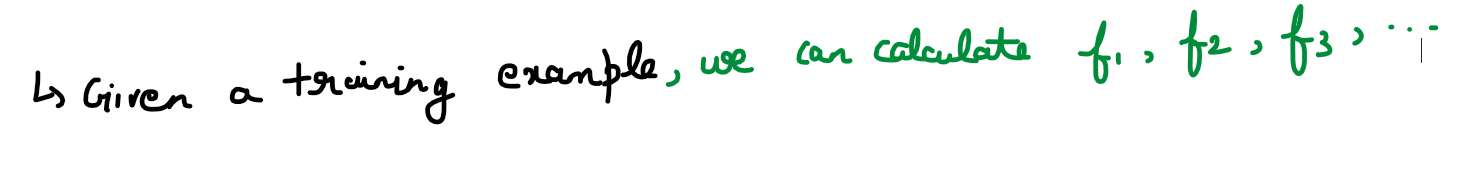 ↳ Given a training example, we can calculate f1, f2, f3, ...